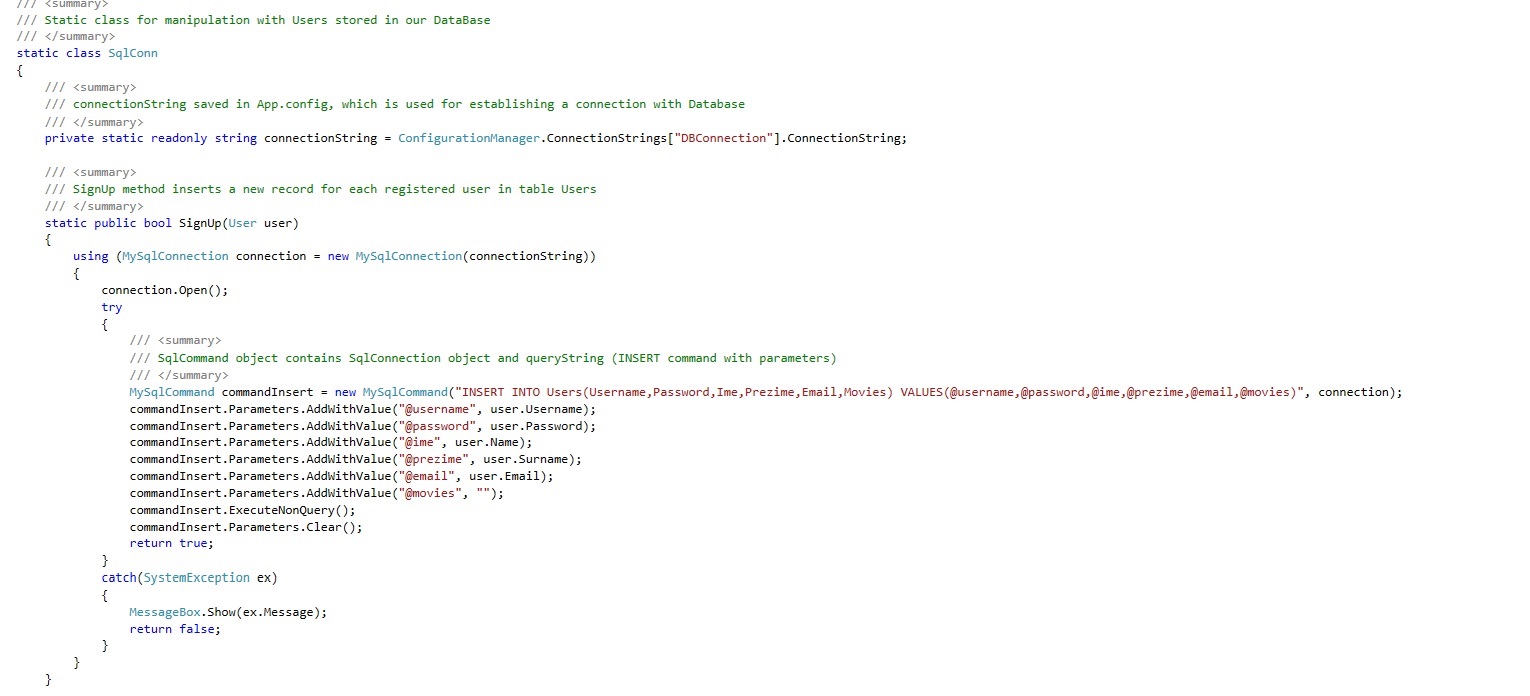 /// <summary>
/// Static class for manipulation with Users stored in our DataBase
/// </summary>
static class SqlConn
{
    /// <summary>
    /// connectionString saved in App.config, which is used for establishing a connection with Database
    /// </summary>
    private static readonly string connectionString = ConfigurationManager.ConnectionStrings["DBConnection"].ConnectionString;

    /// <summary>
    /// SignUp method inserts a new record for each registered user in table Users
    /// </summary>
    static public bool SignUp(User user)
    {
        using (MySqlConnection connection = new MySqlConnection(connectionString))
        {
            connection.Open();
            try
            {
                /// <summary>
                /// SqlCommand object contains SqlConnection object and queryString (INSERT command with parameters)
                /// </summary>
                MySqlCommand commandInsert = new MySqlCommand("INSERT INTO Users(Username,Password,Ime,Prezime,Email,Movies) VALUES(@username,@password,@ime,@prezime,@email,@movies)", connection);
                commandInsert.Parameters.AddWithValue("@username", user.Username);
                commandInsert.Parameters.AddWithValue("@password", user.Password);
                commandInsert.Parameters.AddWithValue("@ime", user.Name);
                commandInsert.Parameters.AddWithValue("@prezime", user.Surname);
                commandInsert.Parameters.AddWithValue("@email", user.Email);
                commandInsert.Parameters.AddWithValue("@movies", "");
                commandInsert.ExecuteNonQuery();
                commandInsert.Parameters.Clear();
                return true;
            }
            catch(SystemException ex)
            {
                MessageBox.Show(ex.Message);
                return false;
            }
        }
    }